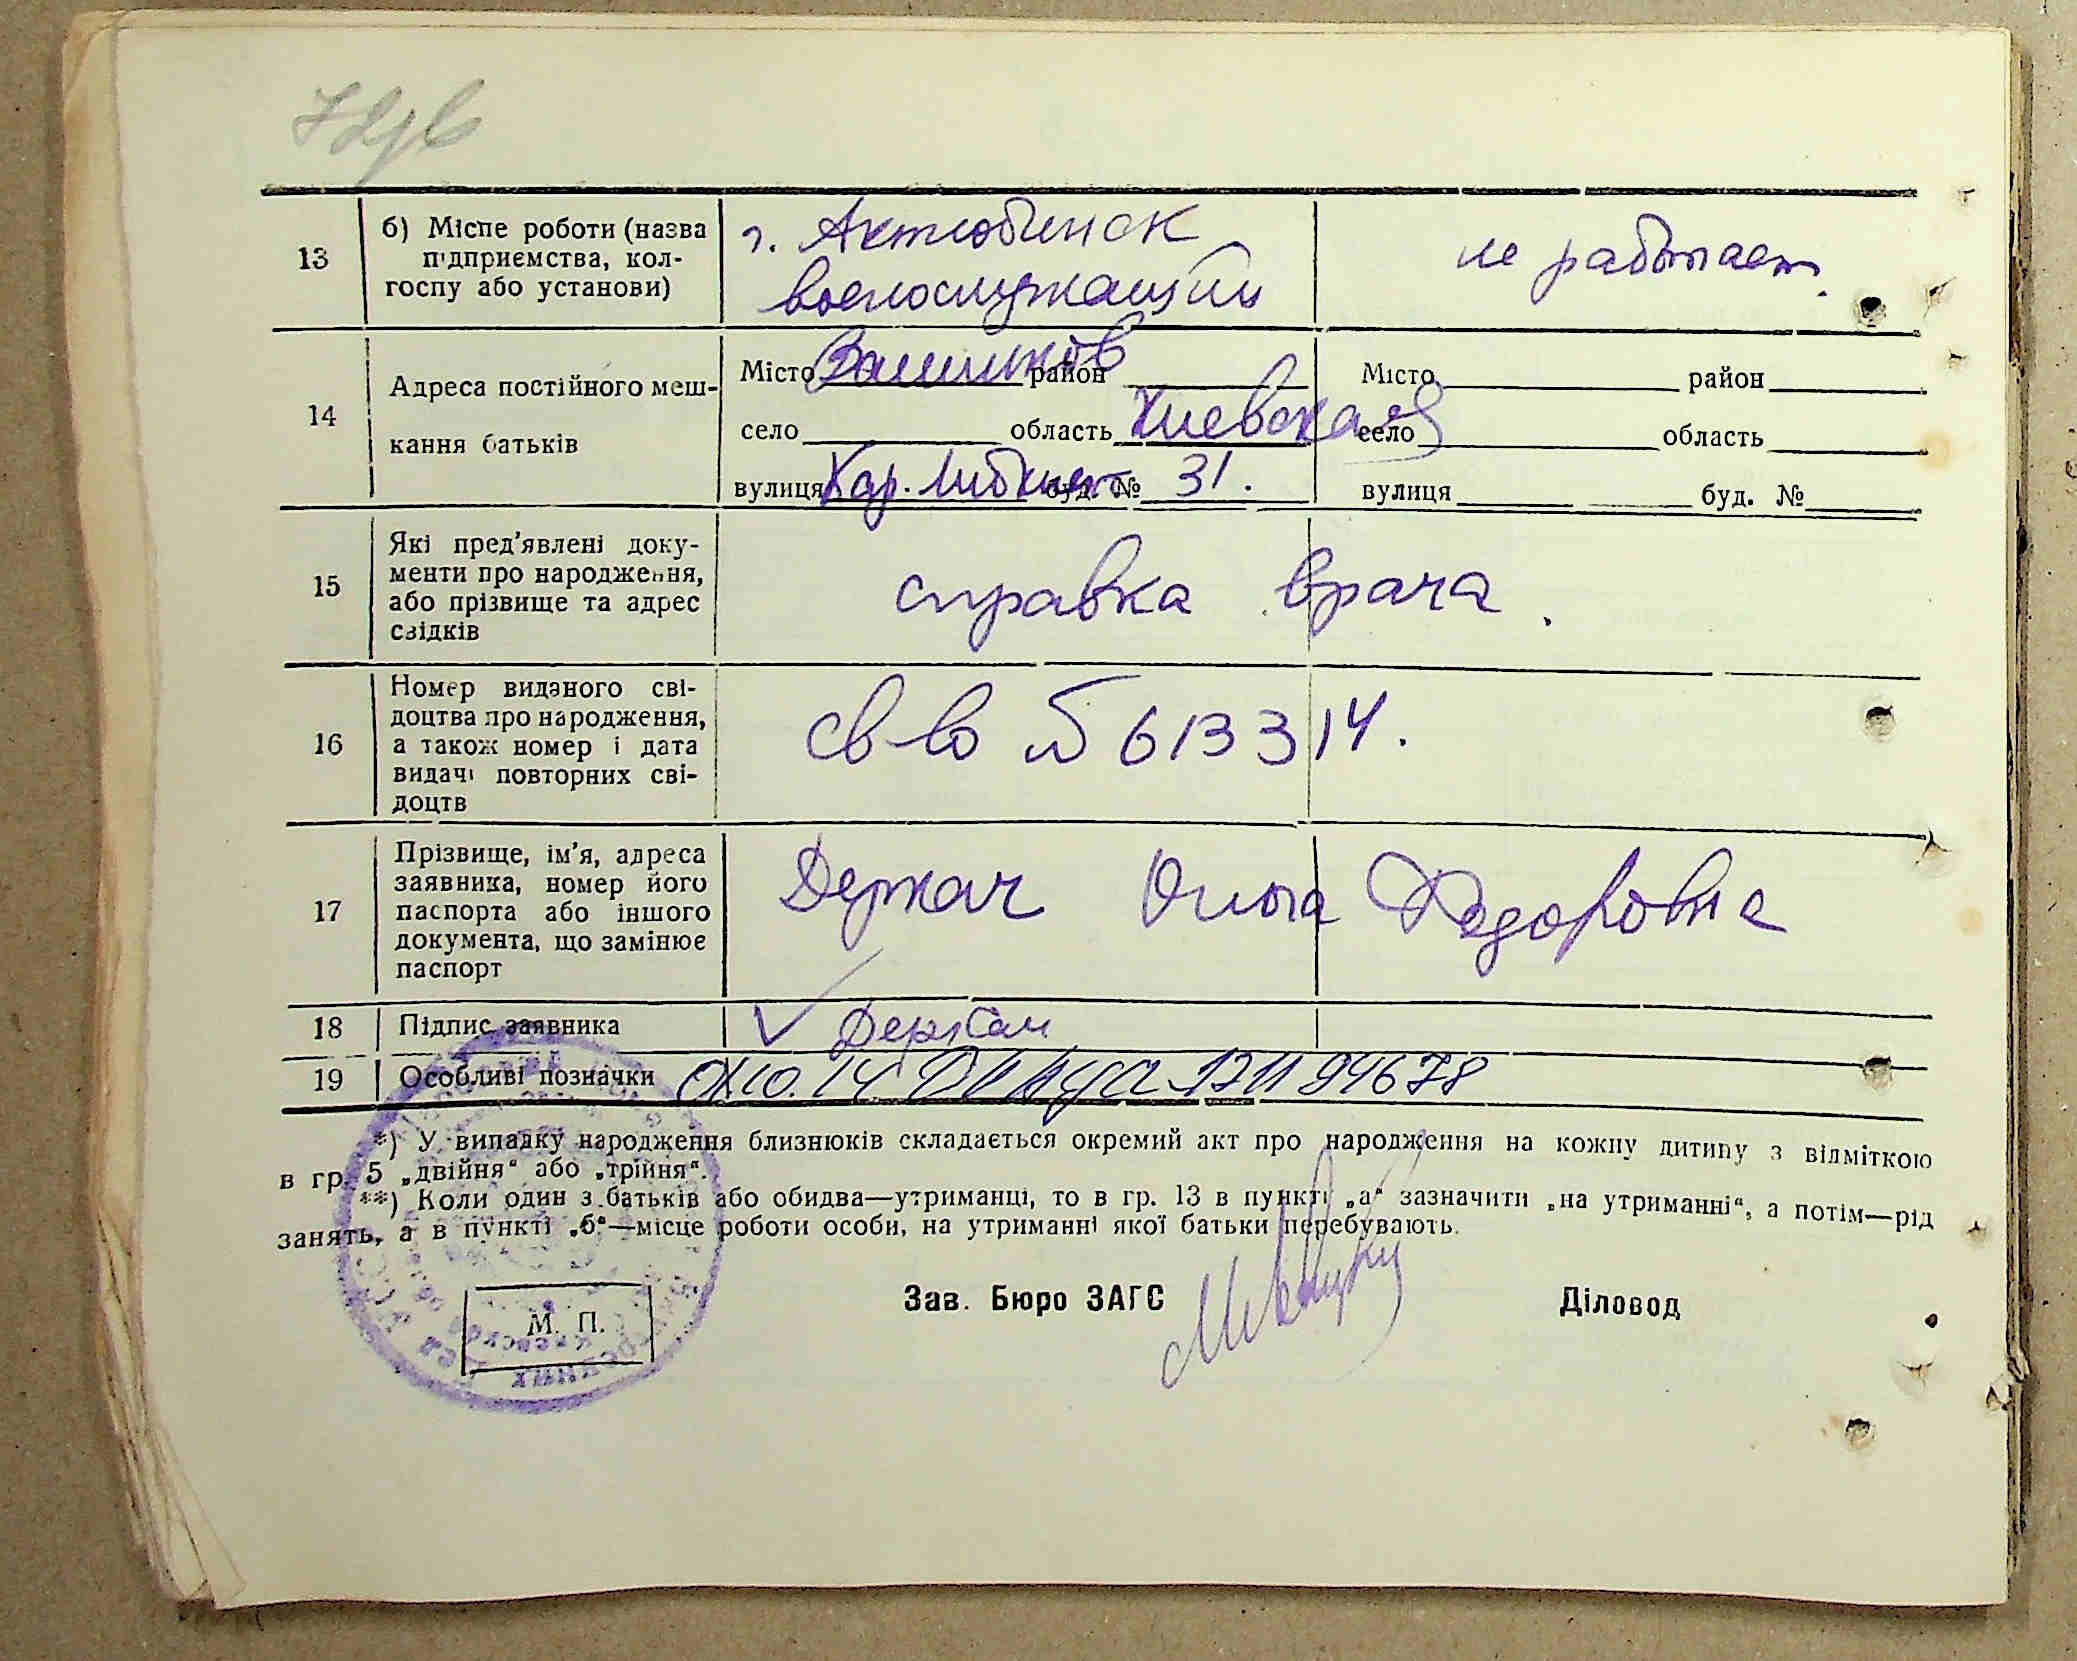 13
б) Місце роботи (назва
підприємства, кол-
госпу або установи)
г. Актюбинск
военослужащий
не работает.
14
Адреса постійного меш-
кання батьків
Місто район
село область Киевская
вулиця Кар. Либкнехт буд. № 31.
Місто район
село область
вулиця буд. №
15
Які пред'явлені доку-
менти про народження,
або прізвище та адрес
свідків
справка врача.
16
Номер виданого сві-
доцтва про народження,
а також номер і дата
видачі повторних сві-
доцтв
св-во № 613314.
17
Прізвище, ім'я, адреса
заявника, номер його
паспорта або іншого
документа, що замінює
паспорт
Держач Ольга Федоровна
18
Підпис заявника
19
Особливі позначки
*) У випадку народження близнюків складається окремий акт про народження на кожну дитину з відміткою
в гр. 5 „двійня“ або „трійня“.
**) Коли один з батьків або обидва—утриманці, то в гр. 13 в пункті „а“ зазначити „на утриманні“, а потім—рід
занять, а в пункті „б“—місце роботи особи, на утриманні якої батьки перебувають.
Зав. Бюро ЗАГС
Діловод
М. П.